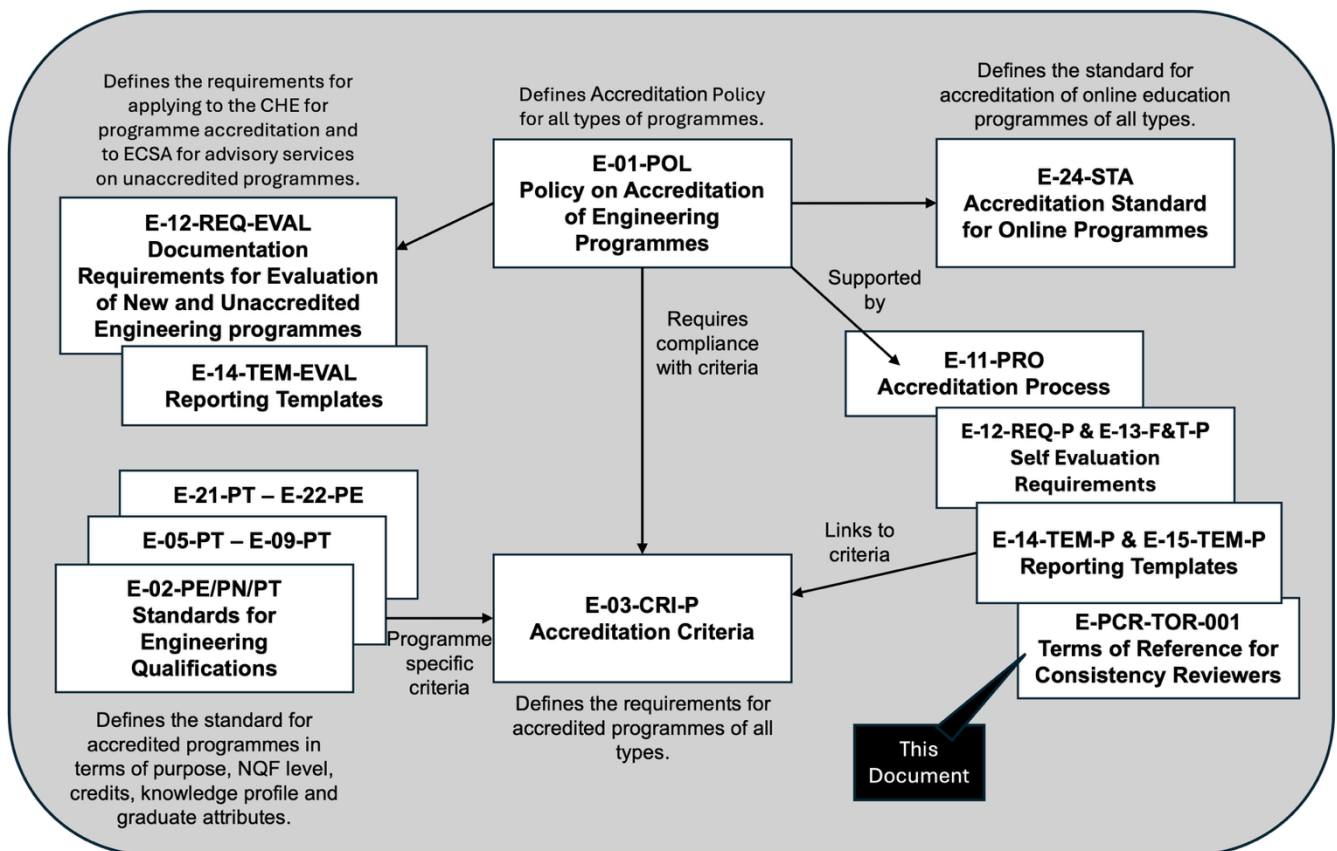 Defines the requirements for
applying to the CHE for
programme accreditation and
to ECSA for advisory services
on unaccredited programmes.
E-12-REQ-EVAL
Documentation
Requirements for Evaluation
of New and Unaccredited
Engineering programmes
E-14-TEM-EVAL
Reporting Templates
Defines Accreditation Policy
for all types of programmes.
E-01-POL
Policy on Accreditation
of Engineering
Programmes
Defines the standard for
accreditation of online education
programmes of all types.
E-24-STA
Accreditation Standard
for Online Programmes
Supported
by
Requires
compliance
with criteria
E-11-PRO
Accreditation Process
E-12-REQ-P & E-13-F&T-P
Self Evaluation
Requirements
E-14-TEM-P & E-15-TEM-P
Reporting Templates
E-PCR-TOR-001
Terms of Reference for
Consistency Reviewers
This
Document
Links to
criteria
E-21-PT – E-22-PE
E-05-PT – E-09-PT
E-02-PE/PN/PT
Standards for
Engineering
Qualifications
Programme
specific
criteria
E-03-CRI-P
Accreditation Criteria
Defines the requirements for
accredited programmes of all
types.
Defines the standard for
accredited programmes in
terms of purpose, NQF level,
credits, knowledge profile and
graduate attributes.